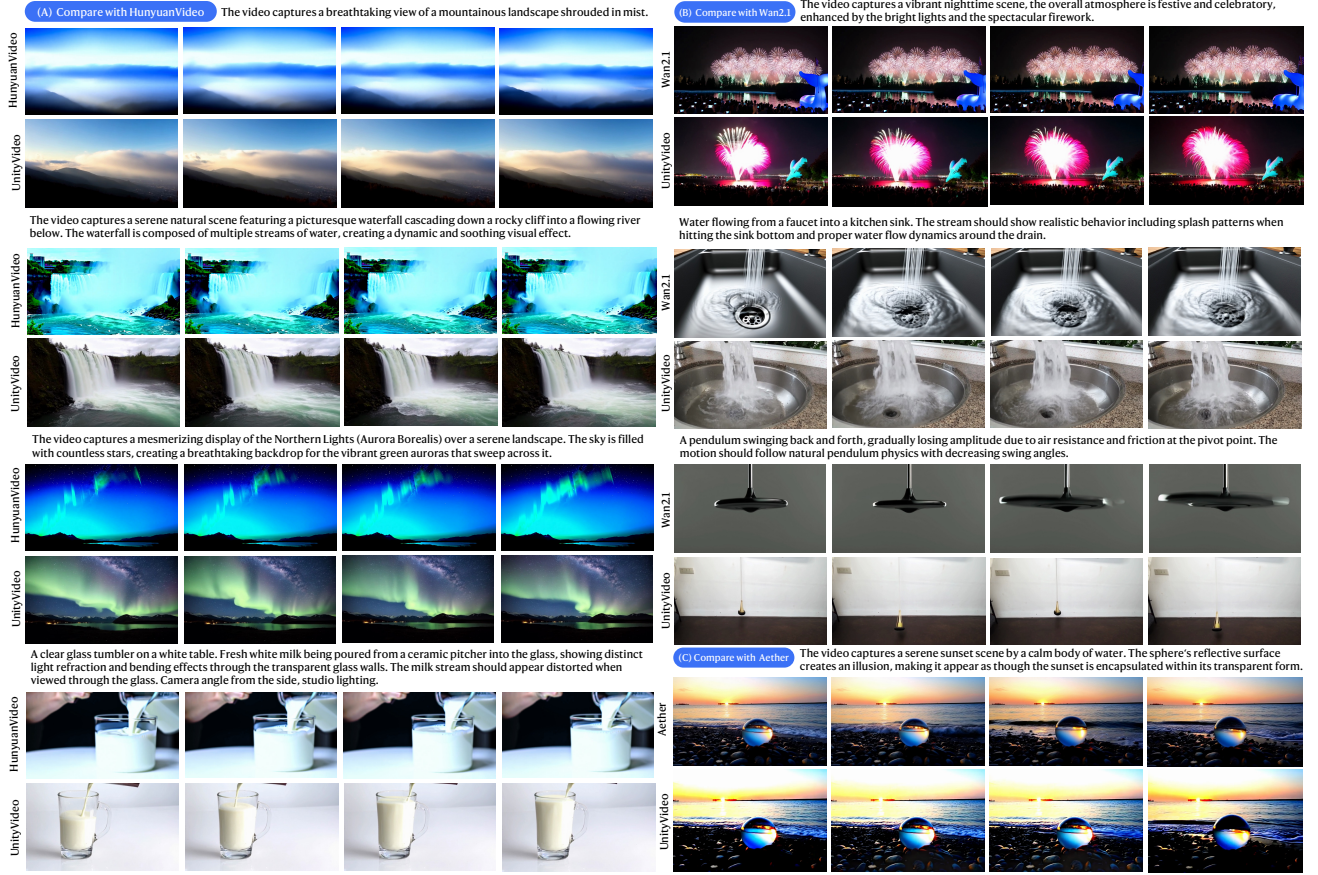 (A) Compare with HunyuanVideo
The video captures a breathtaking view of a mountainous landscape shrouded in mist.
HunyuanVideo
UnityVideo
The video captures a serene natural scene featuring a picturesque waterfall cascading down a rocky cliff into a flowing river
below. The waterfall is composed of multiple streams of water, creating a dynamic and soothing visual effect.
HunyuanVideo
UnityVideo
The video captures a mesmerizing display of the Northern Lights (Aurora Borealis) over a serene landscape. The sky is filled
with countless stars, creating a breathtaking backdrop for the vibrant green auroras that sweep across it.
HunyuanVideo
UnityVideo
A clear glass tumbler on a white table. Fresh white milk being poured from a ceramic pitcher into the glass, showing distinct
light refraction and bending effects through the transparent glass walls. The milk stream should appear distorted when
viewed through the glass. Camera angle from the side, studio lighting.
HunyuanVideo
UnityVideo
(B) Compare with Wan2.1
The video captures a vibrant nighttime scene, the overall atmosphere is festive and celebratory,
enhanced by the bright lights and the spectacular firework.
Wan2.1
UnityVideo
Water flowing from a faucet into a kitchen sink. The stream should show realistic behavior including splash patterns when
hitting the sink bottom and proper water flow dynamics around the drain.
Wan2.1
UnityVideo
A pendulum swinging back and forth, gradually losing amplitude due to air resistance and friction at the pivot point. The
motion should follow natural pendulum physics with decreasing swing angles.
Wan2.1
UnityVideo
(C) Compare with Aether
The video captures a serene sunset scene by a calm body of water. The sphere's reflective surface
creates an illusion, making it appear as though the sunset is encapsulated within its transparent form.
Aether
UnityVideo